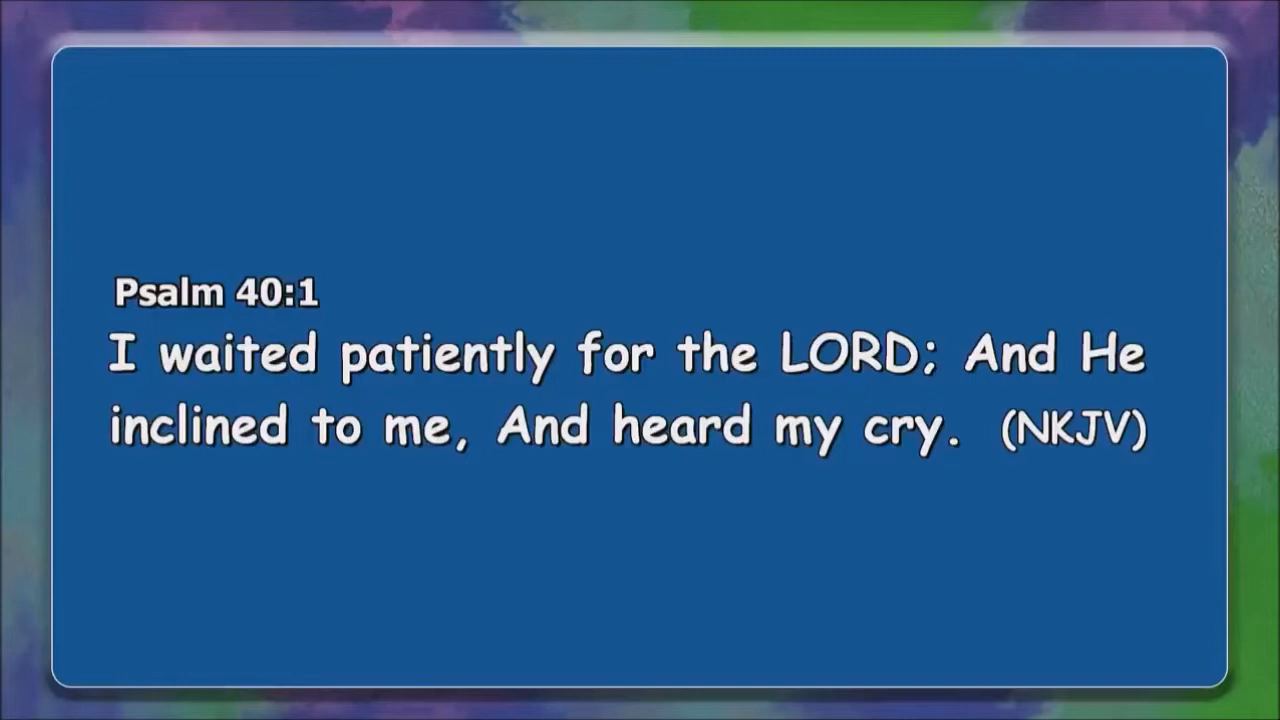 Psalm 40:1
I waited patiently for the LORD; And He
inclined to me, And heard my cry. (NKJV)